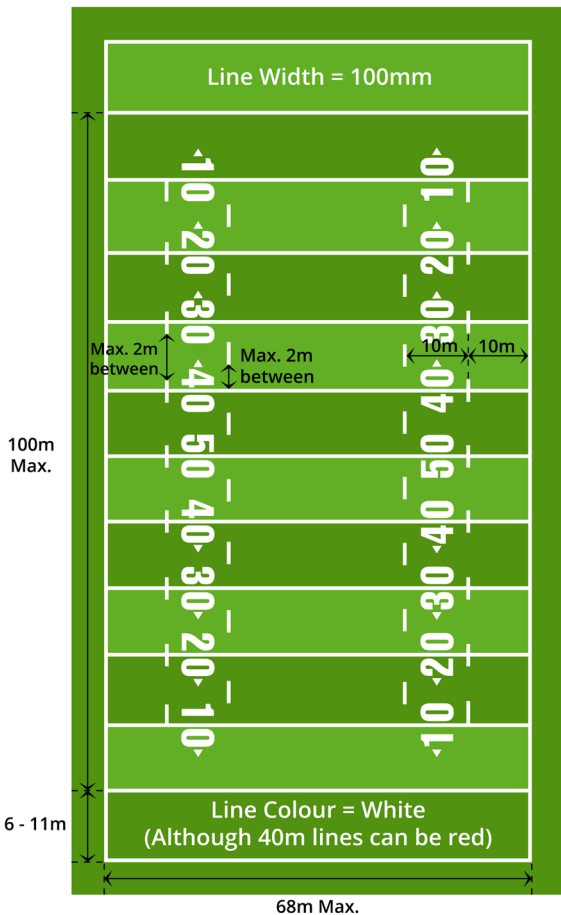 Line Width = 100mm
10
10
20
20
30
30
10m
10m
Max. 2m
between
Max. 2m
between
40
40
100m
Max.
50
50
40
40
30
30
20
20
10
10
6 - 11m
Line Colour = White
(Although 40m lines can be red)
68m Max.